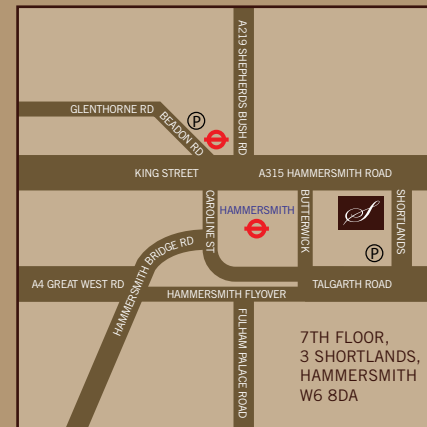 A219 SHEPHERDS BUSH RD
GLENTHORNE RD
BEADON RD
P
KING STREET
A315 HAMMERSMITH ROAD
CAROLINE ST
HAMMERSMITH
BUTTERWICK
S
SHORTLANDS
P
HAMMERSMITH BRIDGE RD
A4 GREAT WEST RD
HAMMERSMITH FLYOVER
TALGARTH ROAD
FULHAM PALACE ROAD
7TH FLOOR,
3 SHORTLANDS,
HAMMERSMITH
W6 8DA